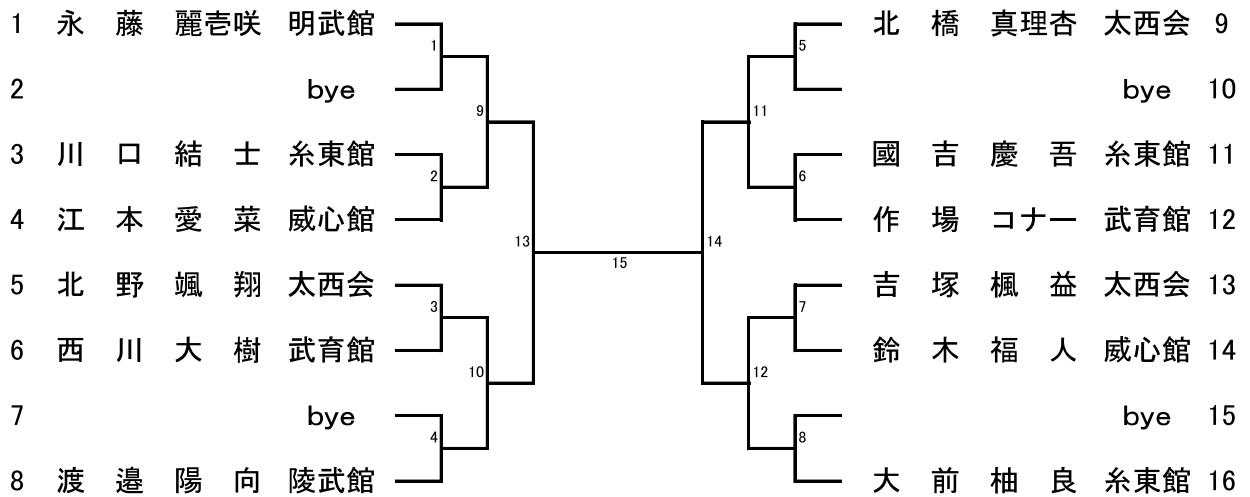 1 永 藤 麗壱咲 明武館
2 bye
3 川 口 結 士 糸東館
4 江 本 愛 菜 威心館
5 北 野 颯 翔 太西会
6 西 川 大 樹 武育館
7 bye
8 渡 邉 陽 向 陵武館
1
2
3
4
9
10
13
15
14
11
12
5
6
7
8
北 橋 真理杏 太西会 9
bye 10
國 吉 慶 吾 糸東館 11
作 場 コナー 武育館 12
吉 塚 楓 益 太西会 13
鈴 木 福 人 威心館 14
bye 15
大 前 柚 良 糸東館 16